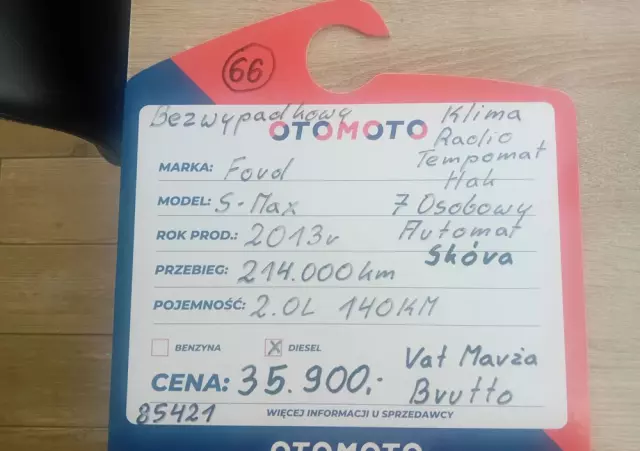 66
Bezwypadkowy
OTOMOTO
Klima
Radio
Tempomat
Hak
7 Osobowy
Automat
Skóra
MARKA: Ford
MODEL: S-Max
ROK PROD.: 2013r
PRZEBIEG: 214.000km
POJEMNOŚĆ: 2.0L 140KM
BENZYNA X DIESEL
CENA: 35.900,-
Vat Marża
Brutto
85421
WIĘCEJ INFORMACJI U SPRZEDAWCY
OTOMOTO